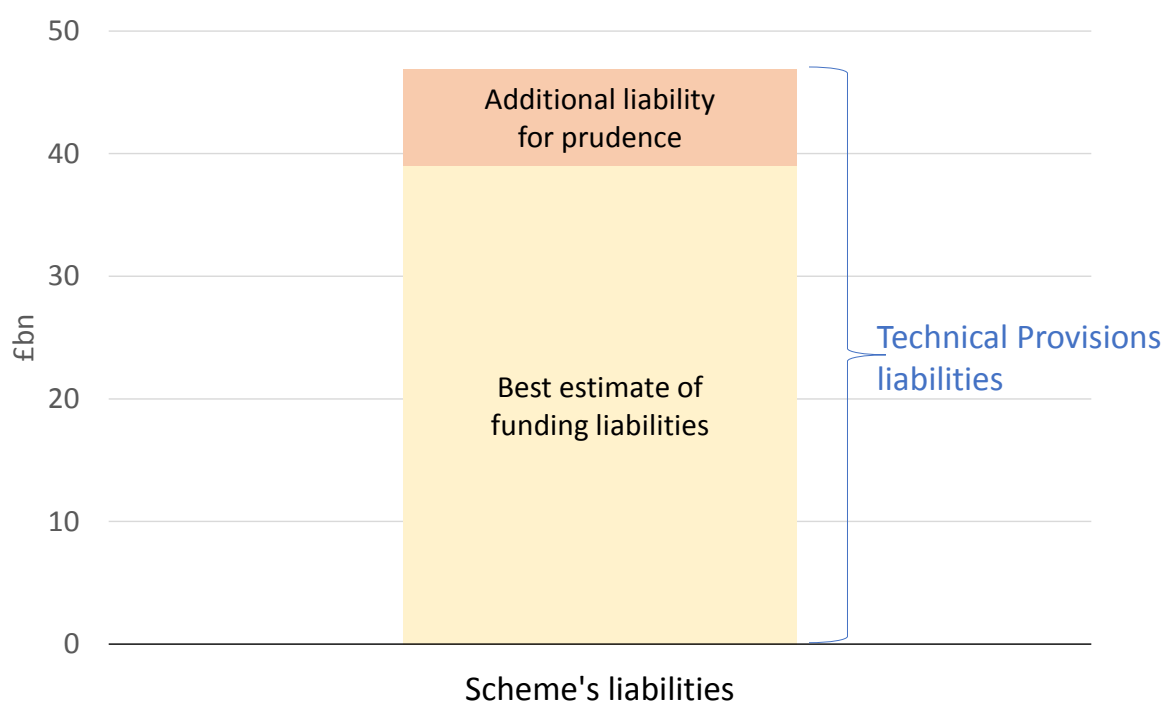 50
Additional liability
for prudence
40
30
£bn
Technical Provisions
liabilities
Best estimate of
funding liabilities
20
10
0
Scheme's liabilities